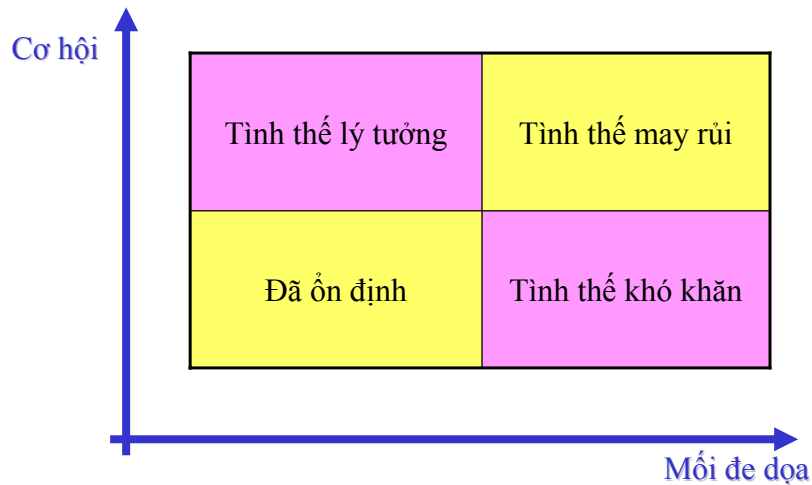 Cơ hội
Tình thế lý tưởng
Tình thế may rủi
Đã ổn định
Tình thế khó khăn
Mối đe dọa